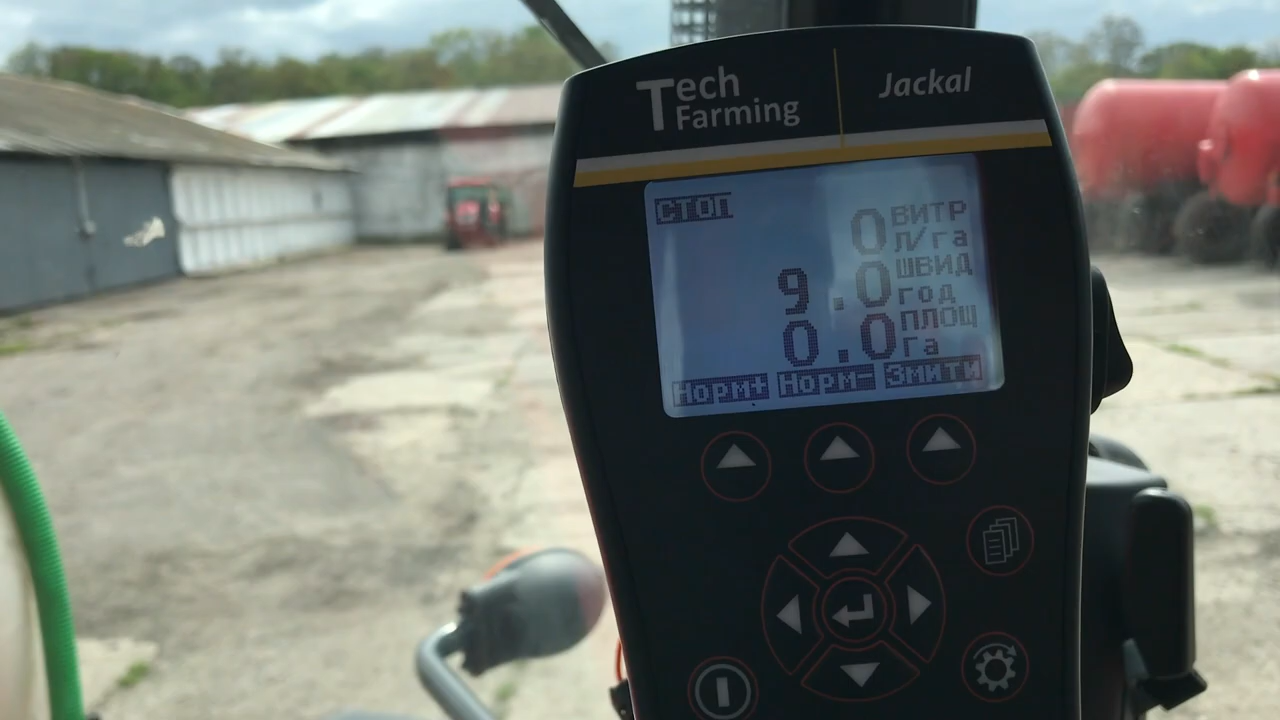 Tech
Farming
Jackal
СТОП
0 ВИТР
л/га
9.0 ШВИД
год
0.0 ПЛОЩ
га
Норм+ Норм- Змити